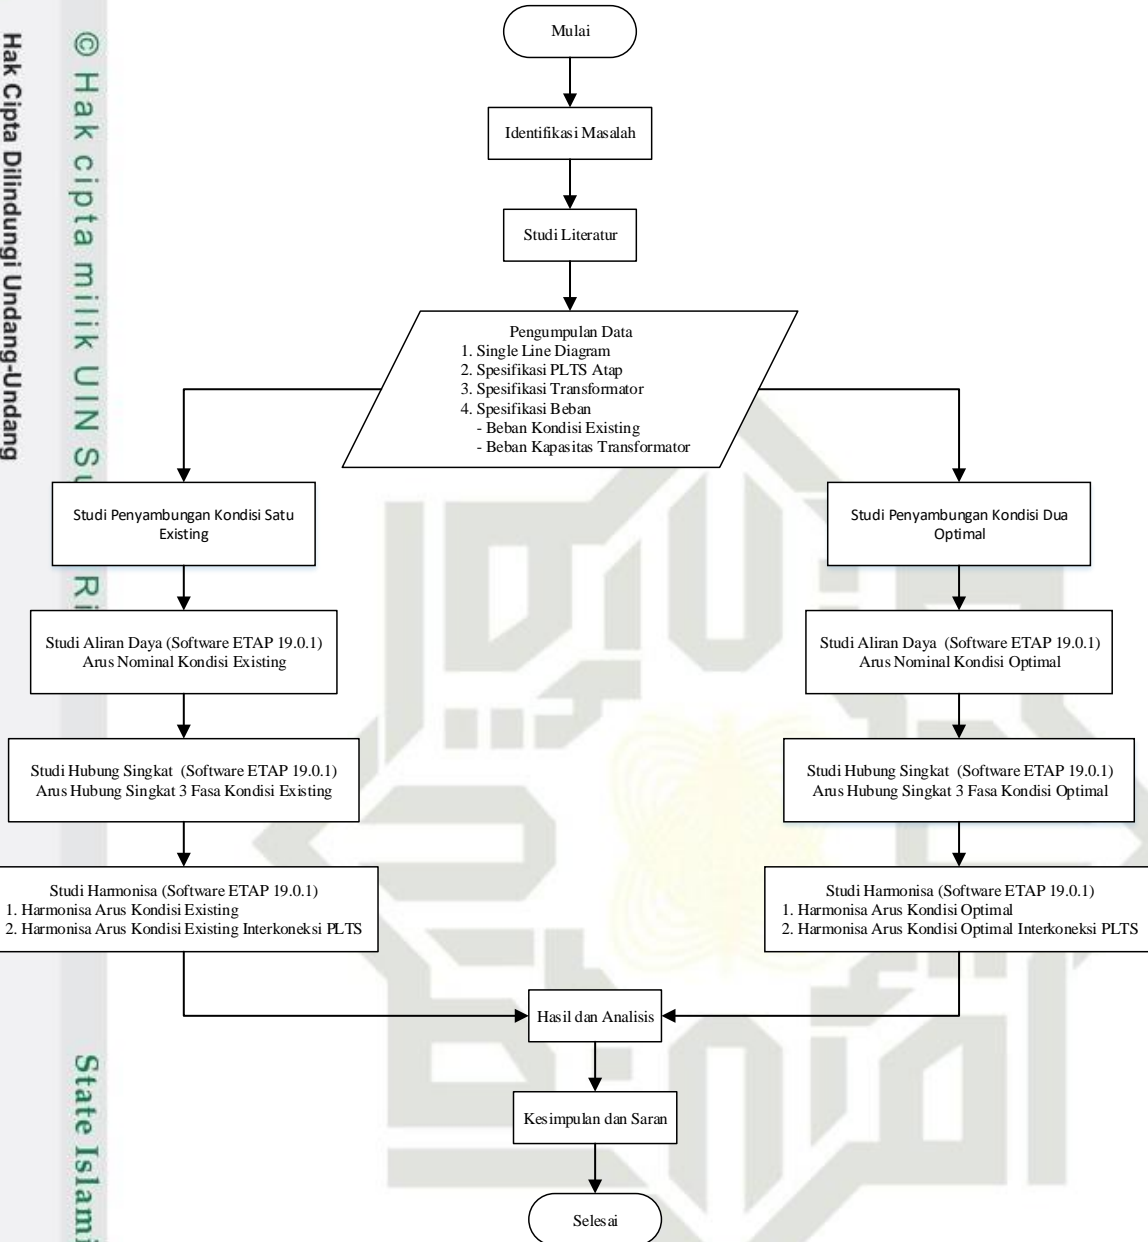 Hak Cipta Dilindungi Undang-Undang
© Hak cipta milik UIN
State Islami
Mulai
Identifikasi Masalah
Studi Literatur
Pengumpulan Data
1. Single Line Diagram
2. Spesifikasi PLTS Atap
3. Spesifikasi Transformator
4. Spesifikasi Beban
- Beban Kondisi Existing
- Beban Kapasitas Transformator
Studi Penyambungan Kondisi Satu
Existing
Studi Aliran Daya (Software ETAP 19.0.1)
Arus Nominal Kondisi Existing
Studi Hubung Singkat (Software ETAP 19.0.1)
Arus Hubung Singkat 3 Fasa Kondisi Existing
Studi Harmonisa (Software ETAP 19.0.1)
1. Harmonisa Arus Kondisi Existing
2. Harmonisa Arus Kondisi Existing Interkoneksi PLTS
Studi Penyambungan Kondisi Dua
Optimal
Studi Aliran Daya (Software ETAP 19.0.1)
Arus Nominal Kondisi Optimal
Studi Hubung Singkat (Software ETAP 19.0.1)
Arus Hubung Singkat 3 Fasa Kondisi Optimal
Studi Harmonisa (Software ETAP 19.0.1)
1. Harmonisa Arus Kondisi Optimal
2. Harmonisa Arus Kondisi Optimal Interkoneksi PLTS
Hasil dan Analisis
Kesimpulan dan Saran
Selesai